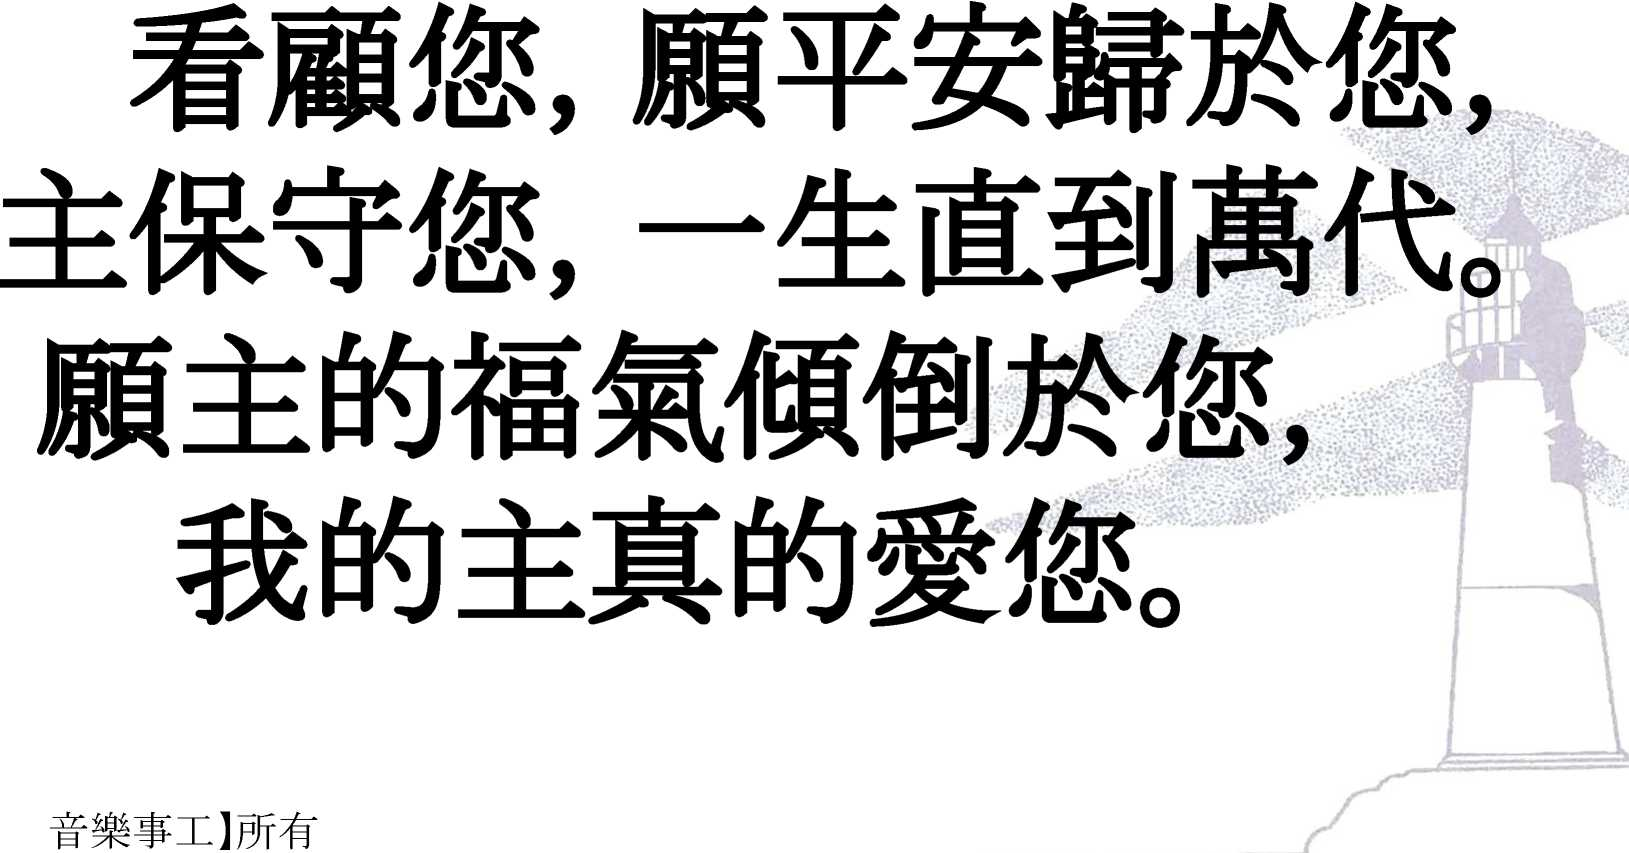 看顧您，願平安歸於您，
主保守您，一生直到萬代。
願主的福氣傾倒於您，
我的主真的愛您。
音樂事工】所有